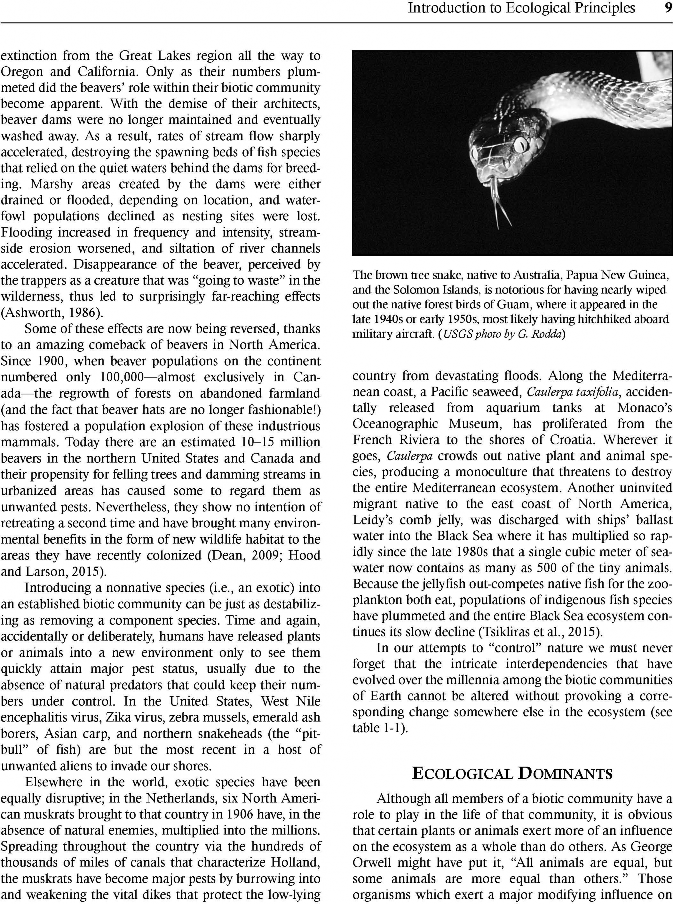 Introduction to Ecological Principles 9
extinction from the Great Lakes region all the way to
Oregon and California. Only as their numbers plum-
meted did the beavers' role within their biotic community
become apparent. With the demise of their architects,
beaver dams were no longer maintained and eventually
washed away. As a result, rates of stream flow sharply
accelerated, destroying the spawning beds of fish species
that relied on the quiet waters behind the dams for breed-
ing. Marshy areas created by the dams were either
drained or flooded, depending on location, and water-
fowl populations declined as nesting sites were lost.
Flooding increased in frequency and intensity, stream-
side erosion worsened, and siltation of river channels
accelerated. Disappearance of the beaver, perceived by
the trappers as a creature that was “going to waste” in the
wilderness, thus led to surprisingly far-reaching effects
(Ashworth, 1986).
Some of these effects are now being reversed, thanks
to an amazing comeback of beavers in North America.
Since 1900, when beaver populations on the continent
numbered only 100,000—almost exclusively in Can-
ada—the regrowth of forests on abandoned farmland
(and the fact that beaver hats are no longer fashionable!)
has fostered a population explosion of these industrious
mammals. Today there are an estimated 10–15 million
beavers in the northern United States and Canada and
their propensity for felling trees and damming streams in
urbanized areas has caused some to regard them as
unwanted pests. Nevertheless, they show no intention of
retreating a second time and have brought many environ-
mental benefits in the form of new wildlife habitat to the
areas they have recently colonized (Dean, 2009; Hood
and Larson, 2015).
Introducing a nonnative species (i.e., an exotic) into
an established biotic community can be just as destabiliz-
ing as removing a component species. Time and again,
accidentally or deliberately, humans have released plants
or animals into a new environment only to see them
quickly attain major pest status, usually due to the
absence of natural predators that could keep their num-
bers under control. In the United States, West Nile
encephalitis virus, Zika virus, zebra mussels, emerald ash
borers, Asian carp, and northern snakeheads (the “pit-
bull” of fish) are but the most recent in a host of
unwanted aliens to invade our shores.
Elsewhere in the world, exotic species have been
equally disruptive; in the Netherlands, six North Ameri-
can muskrats brought to that country in 1906 have, in the
absence of natural enemies, multiplied into the millions.
Spreading throughout the country via the hundreds of
thousands of miles of canals that characterize Holland,
the muskrats have become major pests by burrowing into
and weakening the vital dikes that protect the low-lying
The brown tree snake, native to Australia, Papua New Guinea,
and the Solomon Islands, is notorious for having nearly wiped
out the native forest birds of Guam, where it appeared in the
late 1940s or early 1950s, most likely having hitchhiked aboard
military aircraft. (USGS photo by G. Rodda)
country from devastating floods. Along the Mediterra-
nean coast, a Pacific seaweed, Caulerpa taxifolia, acciden-
tally released from aquarium tanks at Monaco's
Oceanographic Museum, has proliferated from the
French Riviera to the shores of Croatia. Wherever it
goes, Caulerpa crowds out native plant and animal spe-
cies, producing a monoculture that threatens to destroy
the entire Mediterranean ecosystem. Another uninvited
migrant native to the east coast of North America,
Leidy's comb jelly, was discharged with ships' ballast
water into the Black Sea where it has multiplied so rap-
idly since the late 1980s that a single cubic meter of sea-
water now contains as many as 500 of the tiny animals.
Because the jellyfish out-competes native fish for the zoo-
plankton both eat, populations of indigenous fish species
have plummeted and the entire Black Sea ecosystem con-
tinues its slow decline (Tsikliras et al., 2015).
In our attempts to “control” nature we must never
forget that the intricate interdependencies that have
evolved over the millennia among the biotic communities
of Earth cannot be altered without provoking a corre-
sponding change somewhere else in the ecosystem (see
table 1-1).
ECOLOGICAL DOMINANTS
Although all members of a biotic community have a
role to play in the life of that community, it is obvious
that certain plants or animals exert more of an influence
on the ecosystem as a whole than do others. As George
Orwell might have put it, “All animals are equal, but
some animals are more equal than others.” Those
organisms which exert a major modifying influence on